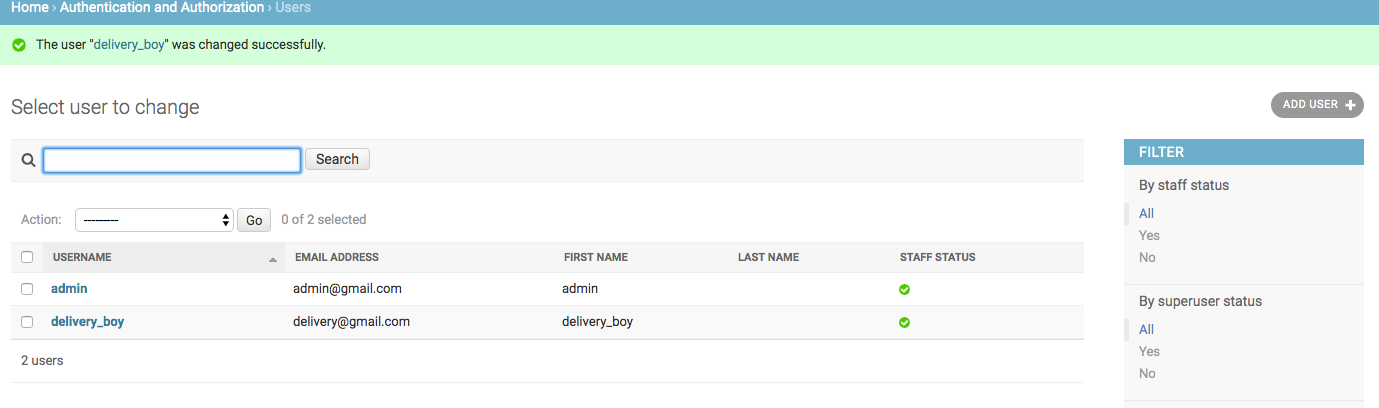 Home › Authentication and Authorization › Users
The user "delivery_boy" was changed successfully.
Select user to change
ADD USER +
Search
FILTER
By staff status
All
Yes
No
Action: --------- Go 0 of 2 selected
USERNAME EMAIL ADDRESS FIRST NAME LAST NAME STAFF STATUS
admin admin@gmail.com admin
delivery_boy delivery@gmail.com delivery_boy
2 users
By superuser status
All
Yes
No